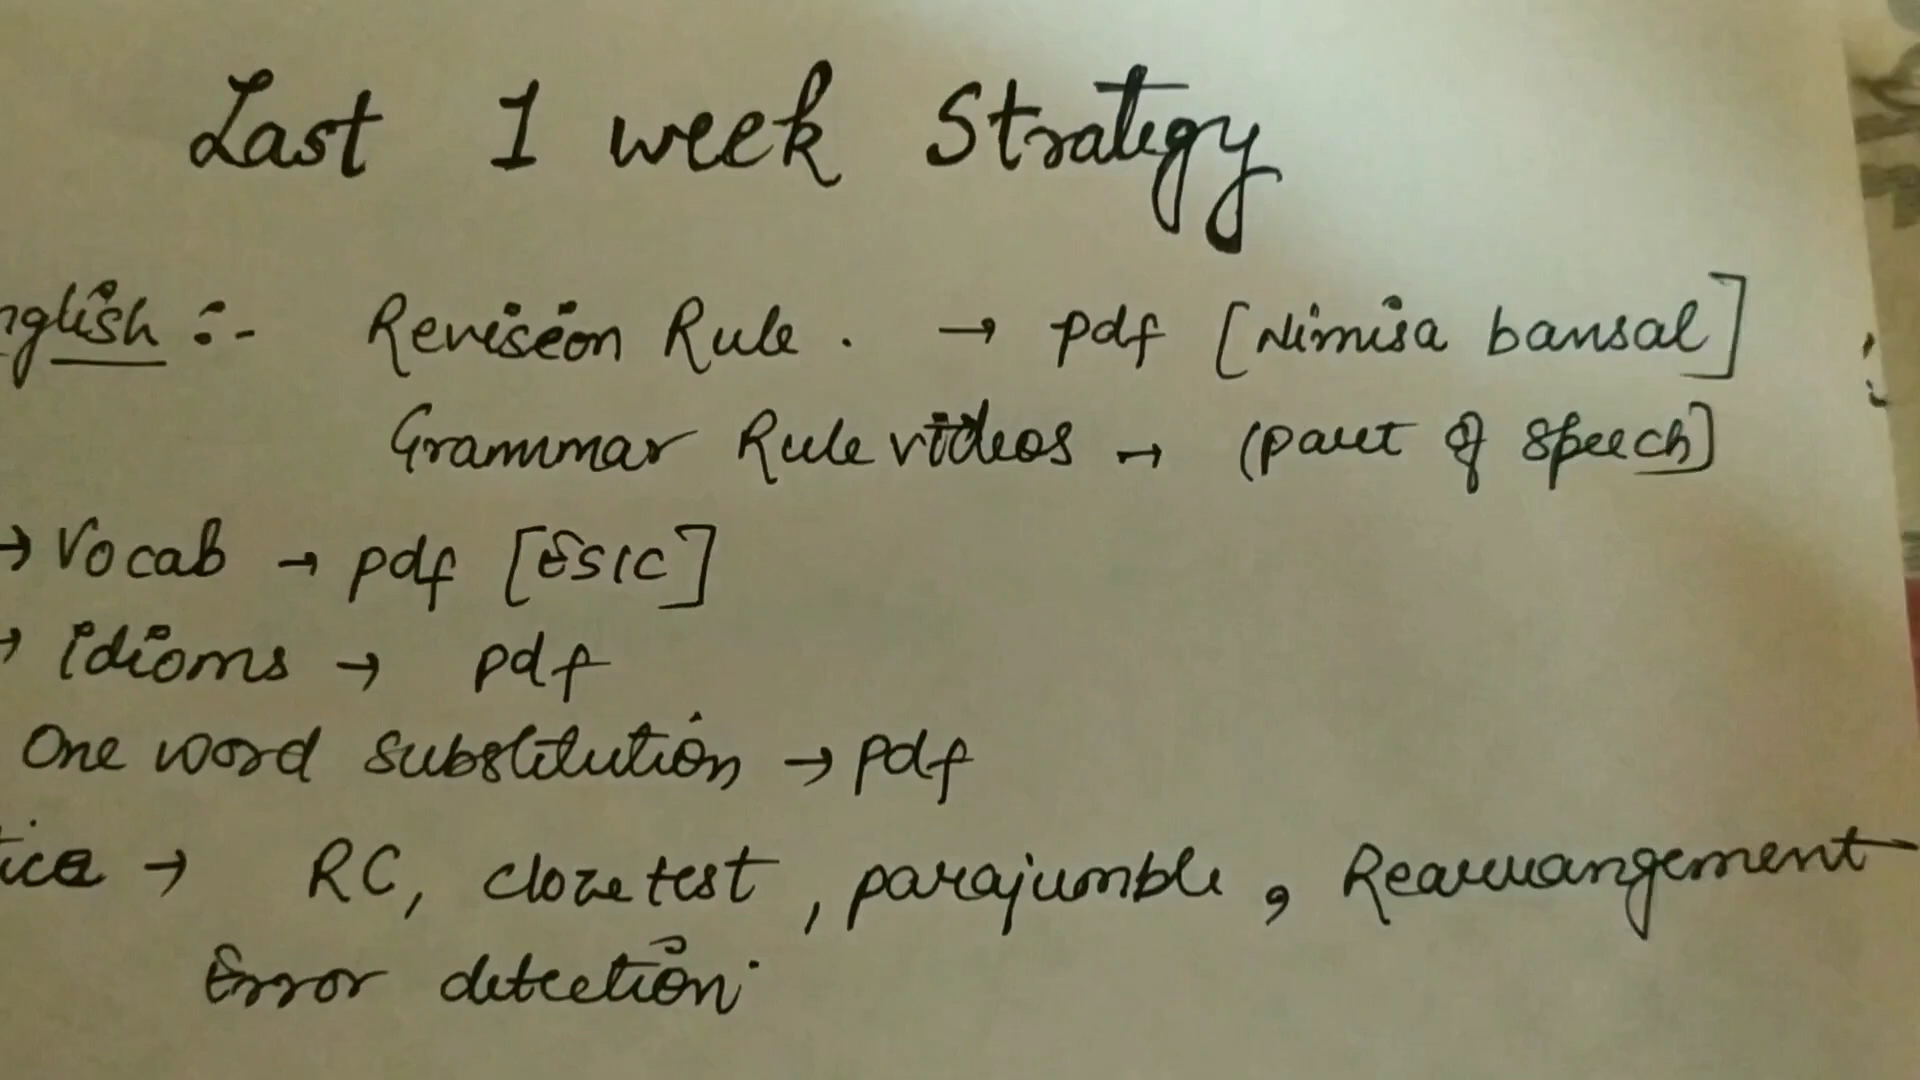 Last 1 week Strategy
nglish :- Revision Rule . → pdf [Nimisa bansal]
Grammar Rule videos → (part of speech]
→ Vocab → pdf [ESIC]
→ idioms → pdf
One word substitution → pdf
tice → RC, cloze test, parajumble, Rearrangement
Error detection